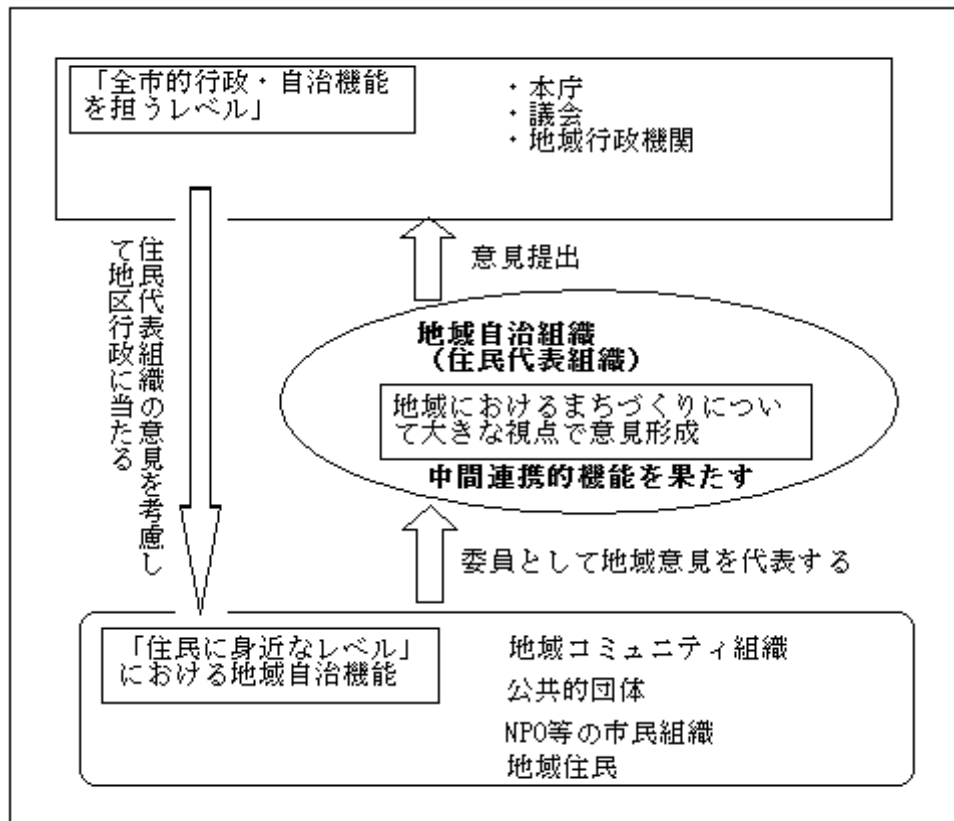 「全市的行政・自治機能
を担うレベル」
・本庁
・議会
・地域行政機関
意見提出
住民代表組織の意見を考慮し
て地区行政に当たる
地域自治組織
(住民代表組織)
地域におけるまちづくりについ
て大きな視点で意見形成
中間連携的機能を果たす
委員として地域意見を代表する
「住民に身近なレベル」
における地域自治機能
地域コミュニティ組織
公共的団体
NPO等の市民組織
地域住民